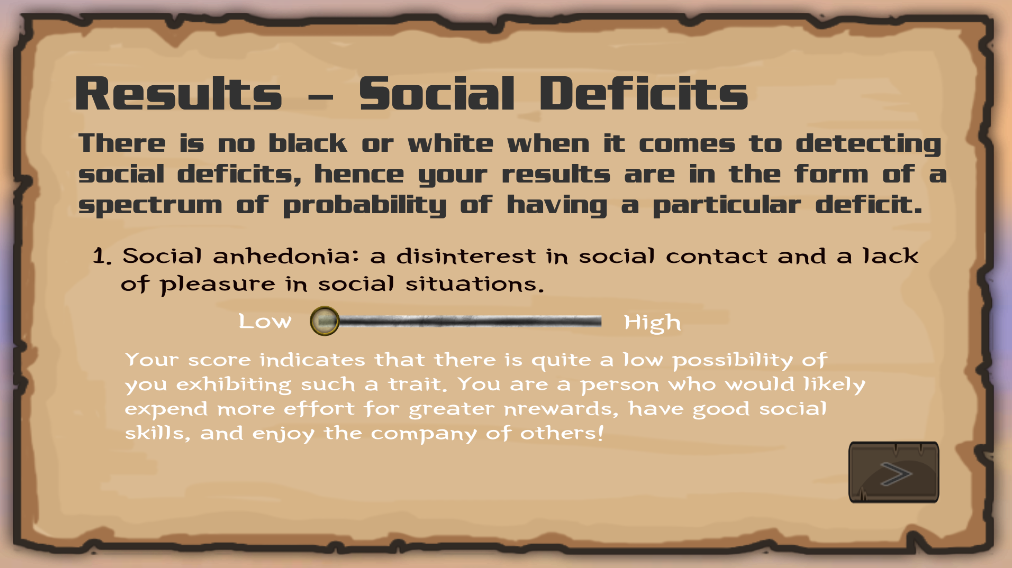 Results – Social Deficits
There is no black or white when it comes to detecting
social deficits, hence your results are in the form of a
spectrum of probability of having a particular deficit.
1. Social anhedonia: a disinterest in social contact and a lack
of pleasure in social situations.
Low High
Your score indicates that there is quite a low possibility of
you exhibiting such a trait. You are a person who would likely
expend more effort for greater nrewards, have good social
skills, and enjoy the company of others!